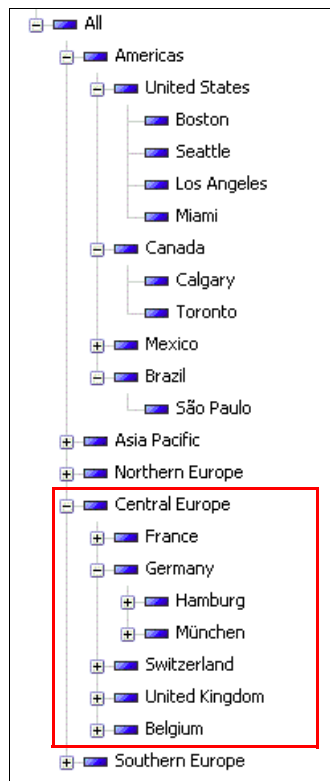 All
Americas
United States
Boston
Seattle
Los Angeles
Miami
Canada
Calgary
Toronto
Mexico
Brazil
São Paulo
Asia Pacific
Northern Europe
Central Europe
France
Germany
Hamburg
München
Switzerland
United Kingdom
Belgium
Southern Europe